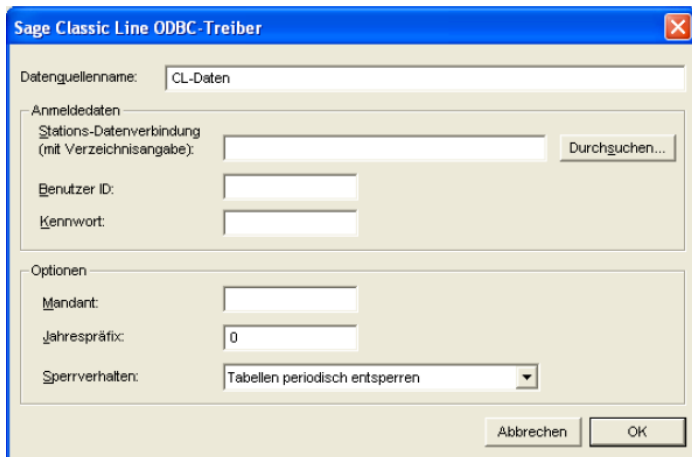 Sage Classic Line ODBC-Treiber
Datenquellenname: CL-Daten
Anmeldedaten
Stations-Datenverbindung
(mit Verzeichnisangabe): Durchsuchen...
Benutzer ID:
Kennwort:
Optionen
Mandant:
Jahrespräfix: 0
Sperrverhalten: Tabellen periodisch entsperren
Abbrechen OK